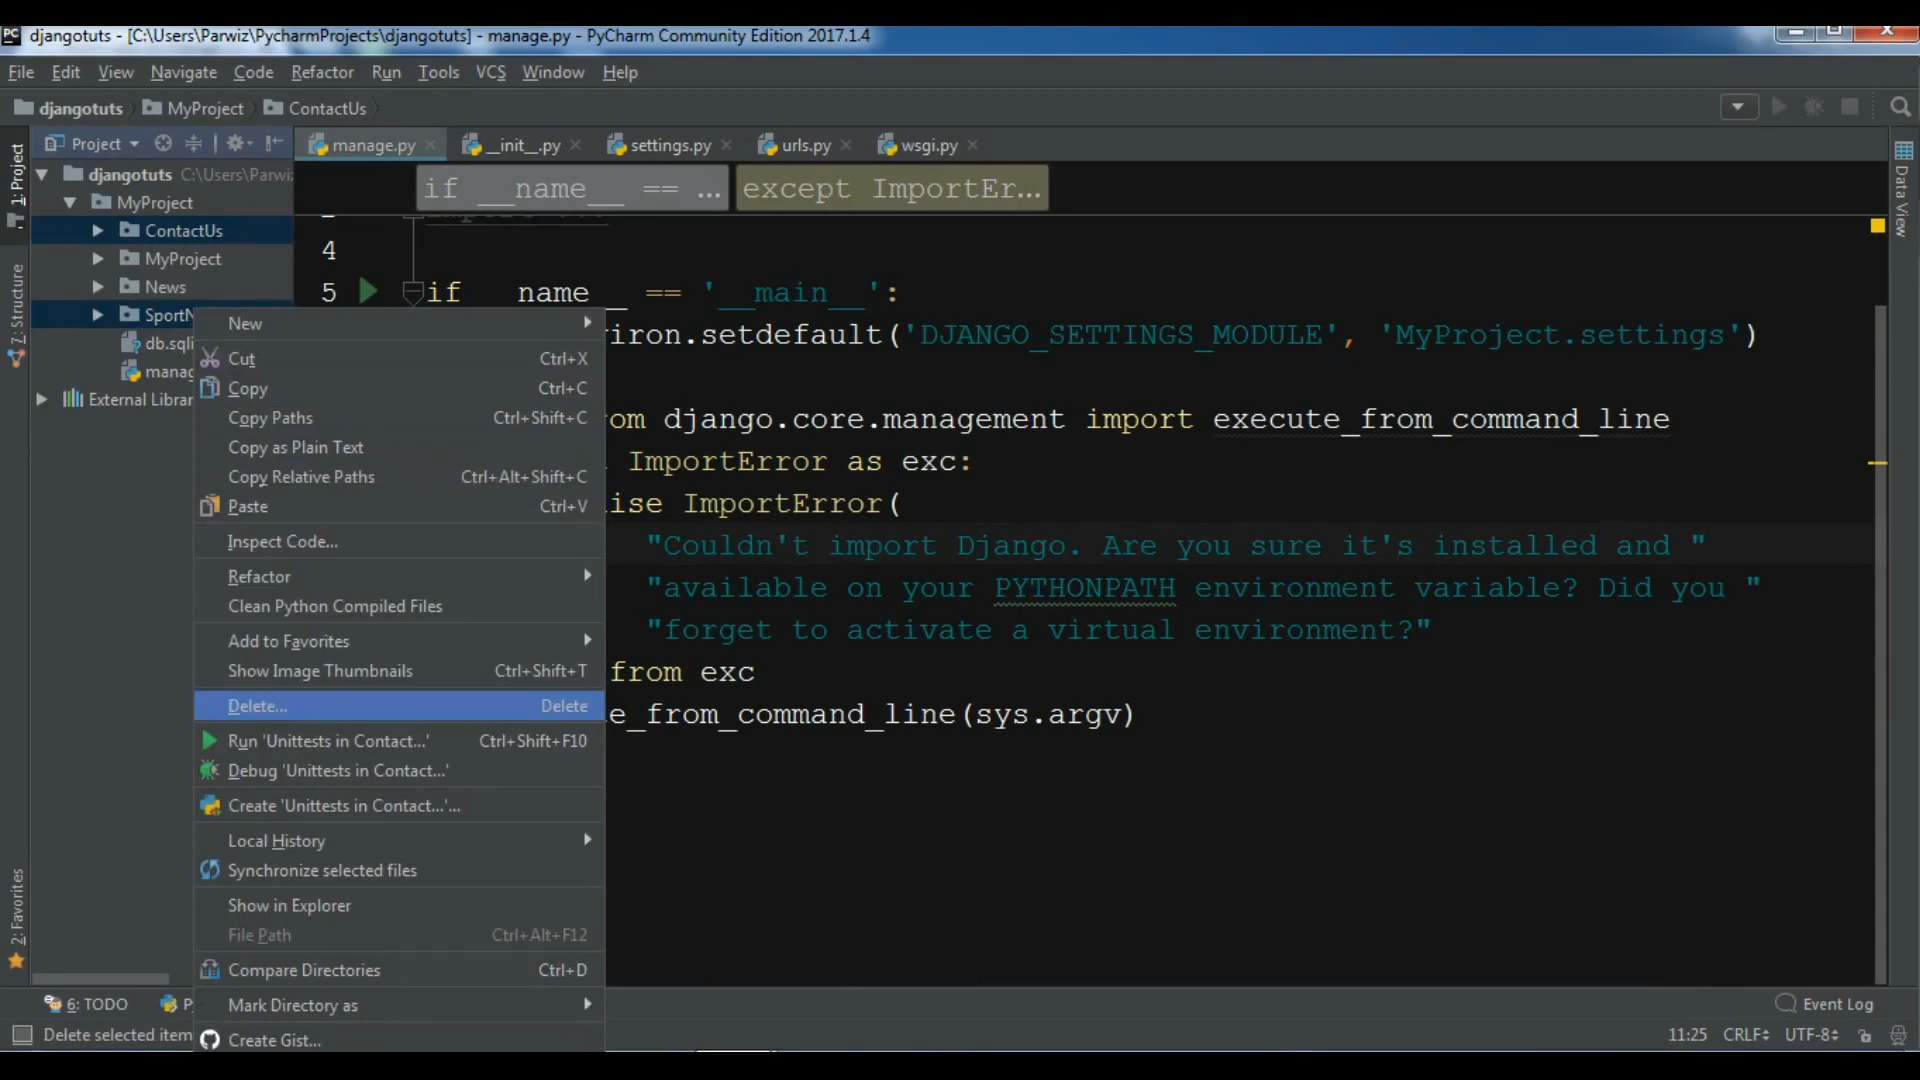 djangotuts - [C:\Users\Parwiz\PycharmProjects\djangotuts] - manage.py - PyCharm Community Edition 2017.1.4
File Edit View Navigate Code Refactor Run Tools VCS Window Help
djangotuts MyProject ContactUs
Project manage.py __init__.py settings.py urls.py wsgi.py
1: Project
7: Structure
2: Favorites
Data View
djangotuts C:\Users\Parwi
MyProject
ContactUs
MyProject
News
SportN
db.sqli
manag
External Librar
if __name__ == ... except ImportEr...
4
5 if __name__ == '__main__':
iron.setdefault('DJANGO_SETTINGS_MODULE', 'MyProject.settings')
om django.core.management import execute_from_command_line
ImportError as exc:
ise ImportError(
"Couldn't import Django. Are you sure it's installed and "
"available on your PYTHONPATH environment variable? Did you "
"forget to activate a virtual environment?"
from exc
e_from_command_line(sys.argv)
New
Cut Ctrl+X
Copy Ctrl+C
Copy Paths Ctrl+Shift+C
Copy as Plain Text
Copy Relative Paths Ctrl+Alt+Shift+C
Paste Ctrl+V
Inspect Code...
Refactor
Clean Python Compiled Files
Add to Favorites
Show Image Thumbnails Ctrl+Shift+T
Delete... Delete
Run 'Unittests in Contact...' Ctrl+Shift+F10
Debug 'Unittests in Contact...'
Create 'Unittests in Contact...'...
Local History
Synchronize selected files
Show in Explorer
File Path Ctrl+Alt+F12
Compare Directories Ctrl+D
Mark Directory as
Create Gist...
6: TODO P Event Log
Delete selected item 11:25 CRLF UTF-8